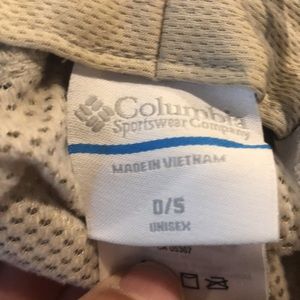 Columbia
Sportswear Company
MADE IN VIETNAM
O/S
UNISEX